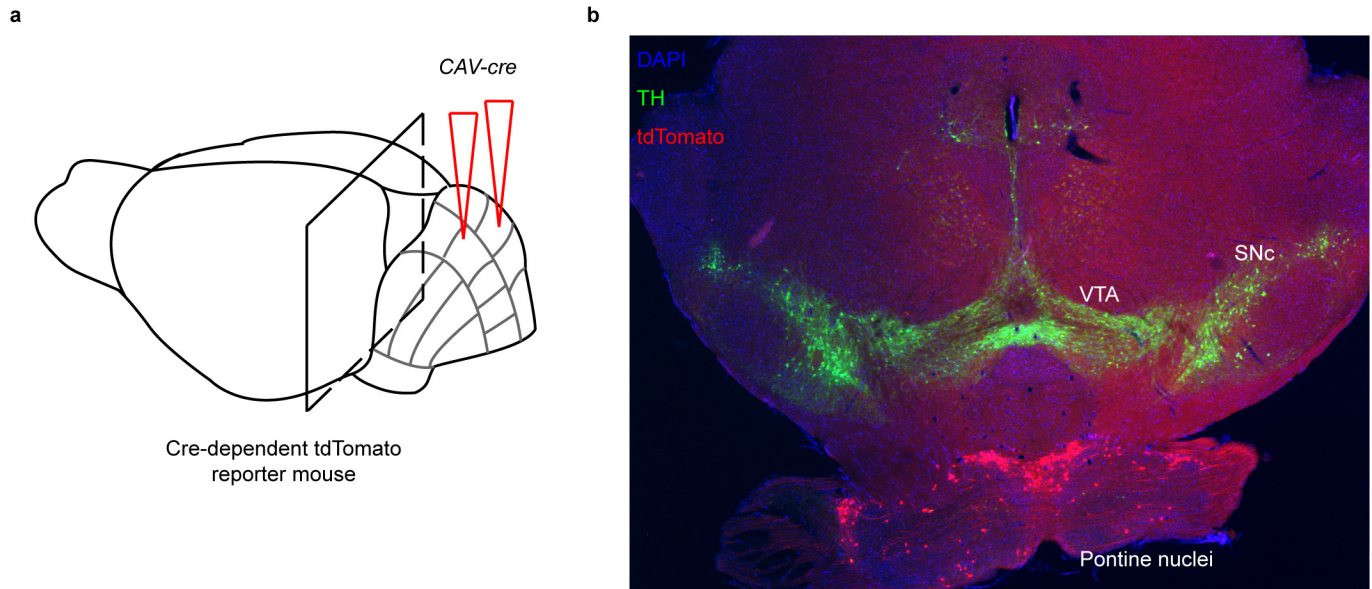 a
CAV-cre
Cre-dependent tdTomato
reporter mouse
b
DAPI
TH
tdTomato
SNc
VTA
Pontine nuclei